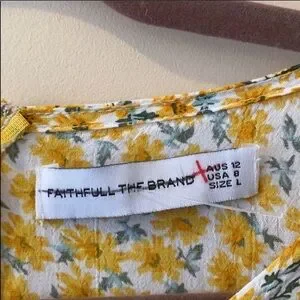 FAITHFULL THE BRAND
AUS 12
USA 8
SIZE L